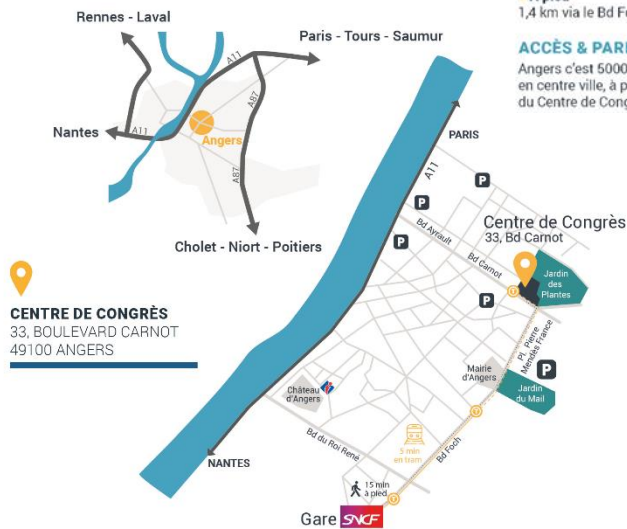 Rennes - Laval
Paris - Tours - Saumur
A11
A87
Nantes
A11
Angers
A87
Cholet - Niort - Poitiers
1,4 km via le Bd
ACCÈS &
Angers c'est 5000
en centre ville, à
du Centre de
PARIS
A11
P
P
P
Bd Ayrault
Bd Carnot
Centre de Congrès
33, Bd Carnot
T
Jardin
des
Plantes
P
CENTRE DE CONGRÈS
33, BOULEVARD CARNOT
49100 ANGERS
Pl. Pierre
Mendès France
Mairie
d'Angers
P
Jardin
du Mail
Château
d'Angers
T
Bd du Roi René
5 min
en tram
Bd Foch
NANTES
15 min
à pied
T
Gare SNCF